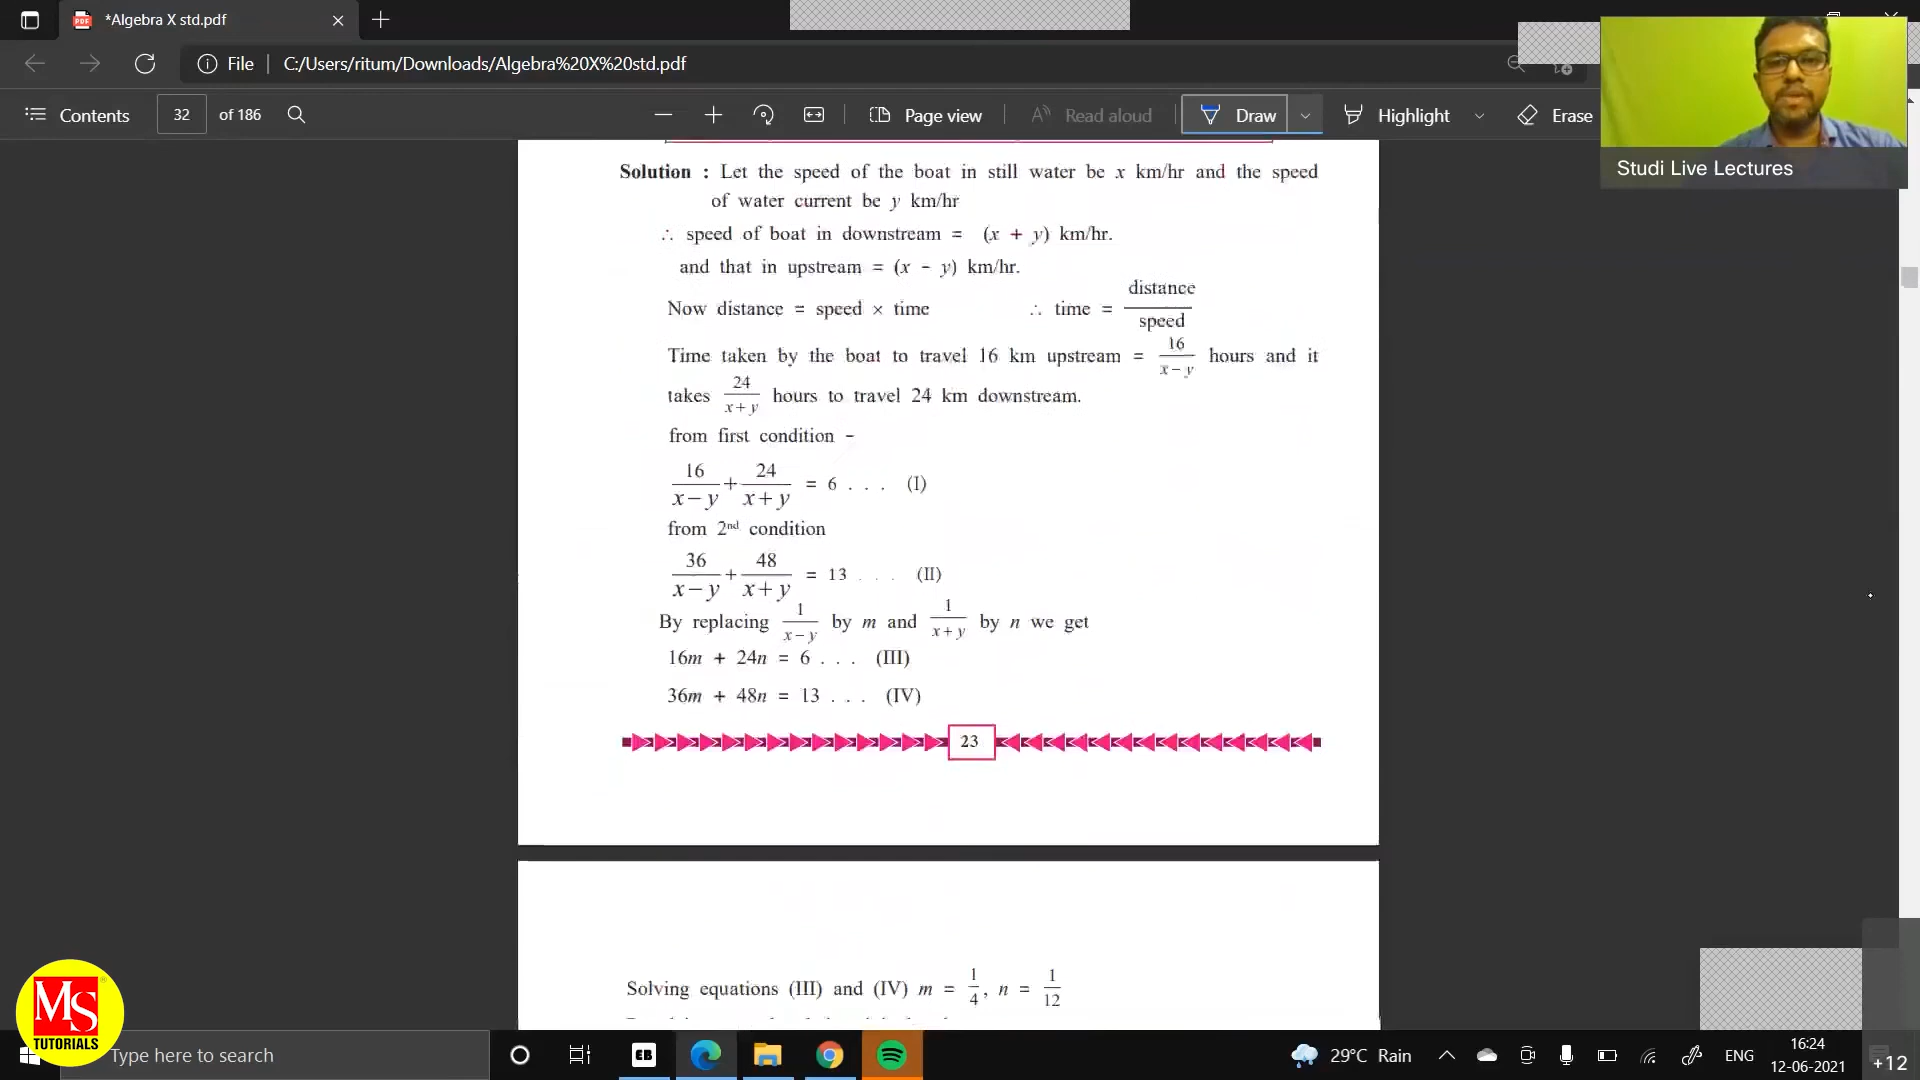 *Algebra X std.pdf
File | C:/Users/ritum/Downloads/Algebra%20X%20std.pdf
Contents 32 of 186 Page view Read aloud Draw Highlight Erase
Studi Live Lectures
Solution : Let the speed of the boat in still water be x km/hr and the speed
of water current be y km/hr
∴ speed of boat in downstream = (x + y) km/hr.
and that in upstream = (x - y) km/hr.
Now distance = speed × time ∴ time = distance/speed
Time taken by the boat to travel 16 km upstream = 16/(x-y) hours and it
takes 24/(x+y) hours to travel 24 km downstream.
from first condition -
16/(x-y) + 24/(x+y) = 6 . . . (I)
from 2nd condition
36/(x-y) + 48/(x+y) = 13 . . . (II)
By replacing 1/(x-y) by m and 1/(x+y) by n we get
16m + 24n = 6 . . . (III)
36m + 48n = 13 . . . (IV)
23
Solving equations (III) and (IV) m = 1/4, n = 1/12
MS
TUTORIALS
Type here to search
EB
29°C Rain
ENG
16:24
12-06-2021
+12